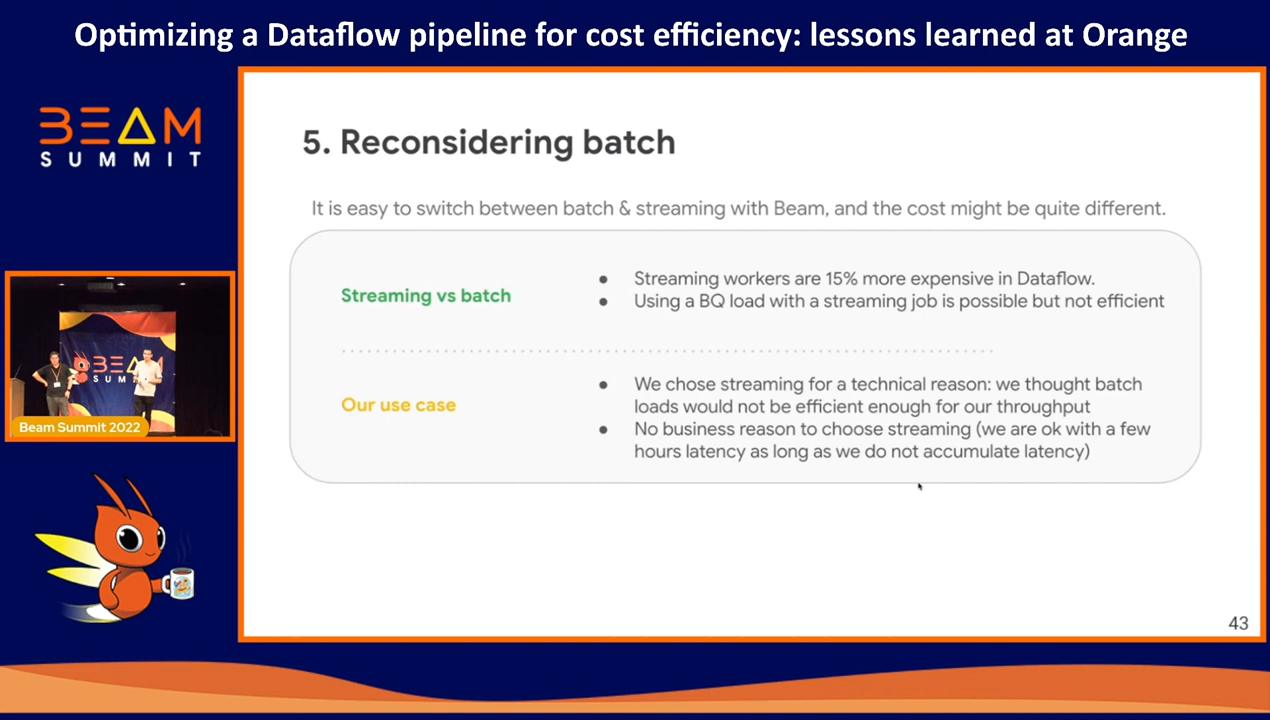 Optimizing a Dataflow pipeline for cost efficiency: lessons learned at Orange
BEAM
SUMMIT
5. Reconsidering batch
It is easy to switch between batch & streaming with Beam, and the cost might be quite different.
Streaming vs batch
● Streaming workers are 15% more expensive in Dataflow.
● Using a BQ load with a streaming job is possible but not efficient
Our use case
● We chose streaming for a technical reason: we thought batch
loads would not be efficient enough for our throughput
● No business reason to choose streaming (we are ok with a few
hours latency as long as we do not accumulate latency)
BEAM
SUM
Beam Summit 2022
43